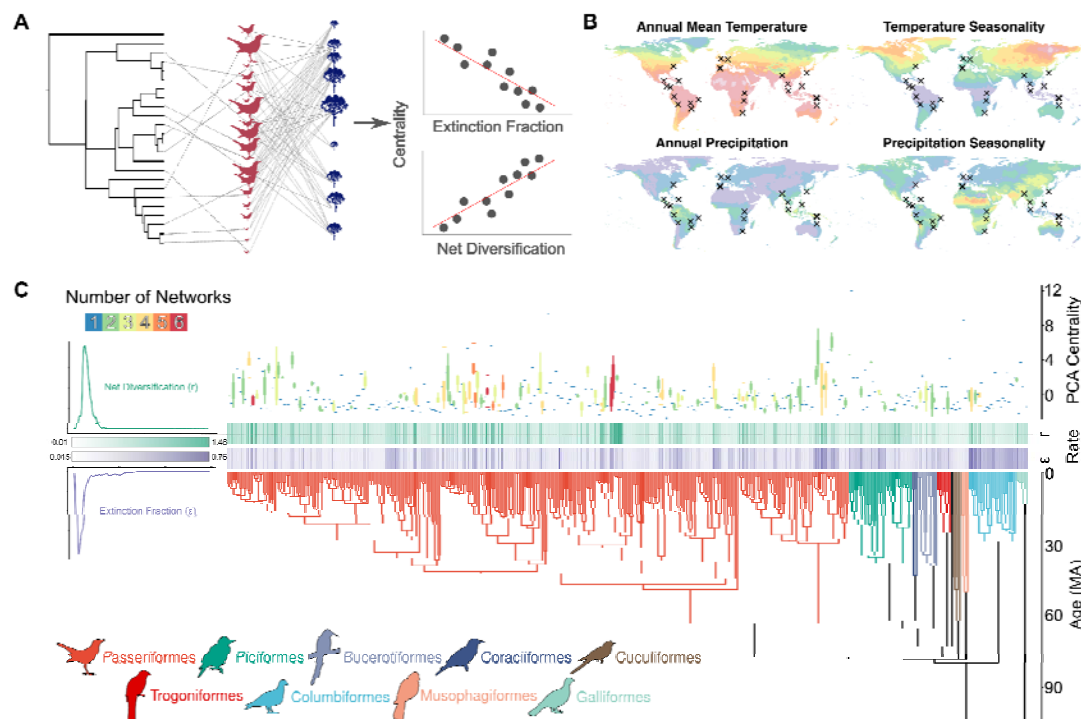 A
Centrality
Extinction Fraction
Net Diversification
B
Annual Mean Temperature
Temperature Seasonality
Annual Precipitation
Precipitation Seasonality
C
Number of Networks
1 2 3 4 5 6
Net Diversification (r)
0.01 1.48
0.015 0.76
Extinction Fraction (ε)
12
8
4
0
PCA Centrality
r
ε
Rate
0
30
60
90
Age (MA)
Passeriformes
Piciformes
Bucerotiformes
Coraciiformes
Cuculiformes
Trogoniformes
Columbiformes
Musophagiformes
Galliformes